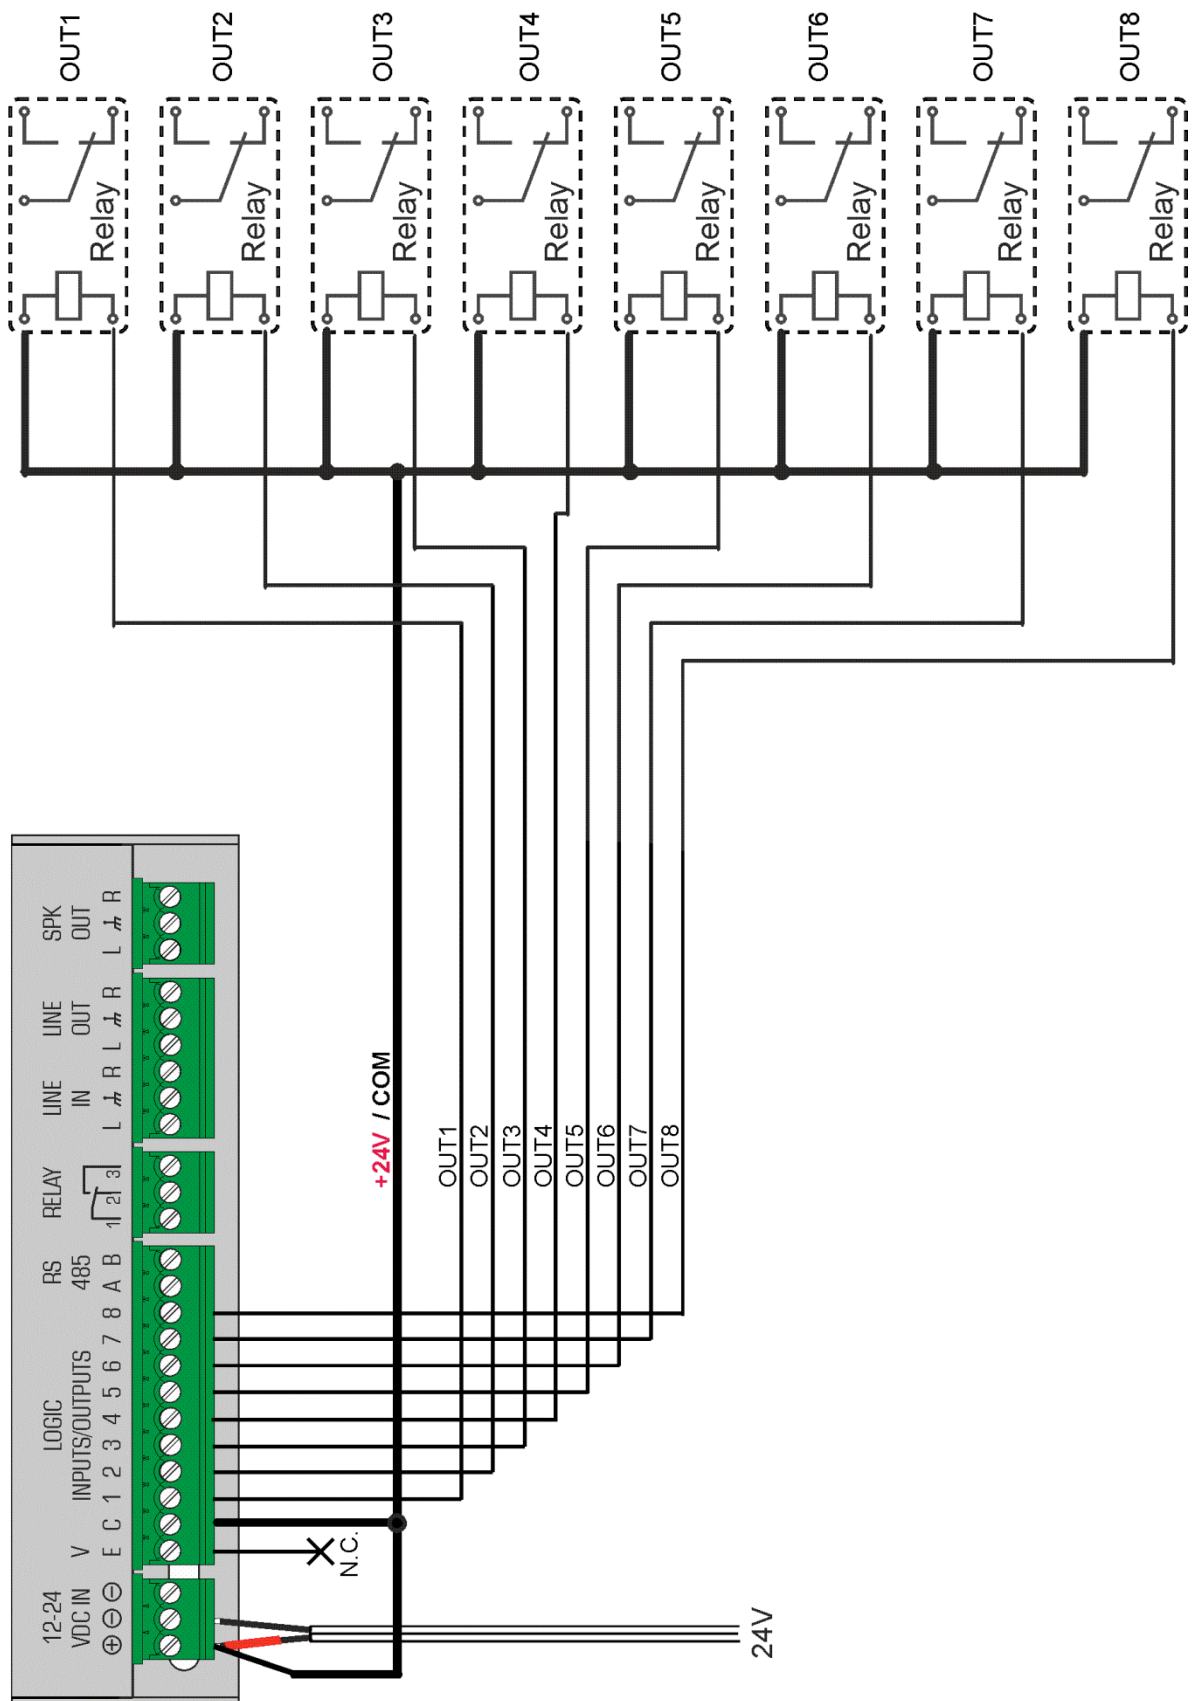 OUT1
OUT2
OUT3
OUT4
OUT5
OUT6
OUT7
OUT8
Relay
Relay
Relay
Relay
Relay
Relay
Relay
Relay
12-24
VDC IN
⊕ ⊖ ⊖
V
E C 1 2 3 4 5 6 7 8 A B
LOGIC
INPUTS/OUTPUTS
RS
485
RELAY
1 2 3
LINE
IN
L R
LINE
OUT
L R
SPK
OUT
L R
+24V / COM
OUT1
OUT2
OUT3
OUT4
OUT5
OUT6
OUT7
OUT8
N.C.
24V